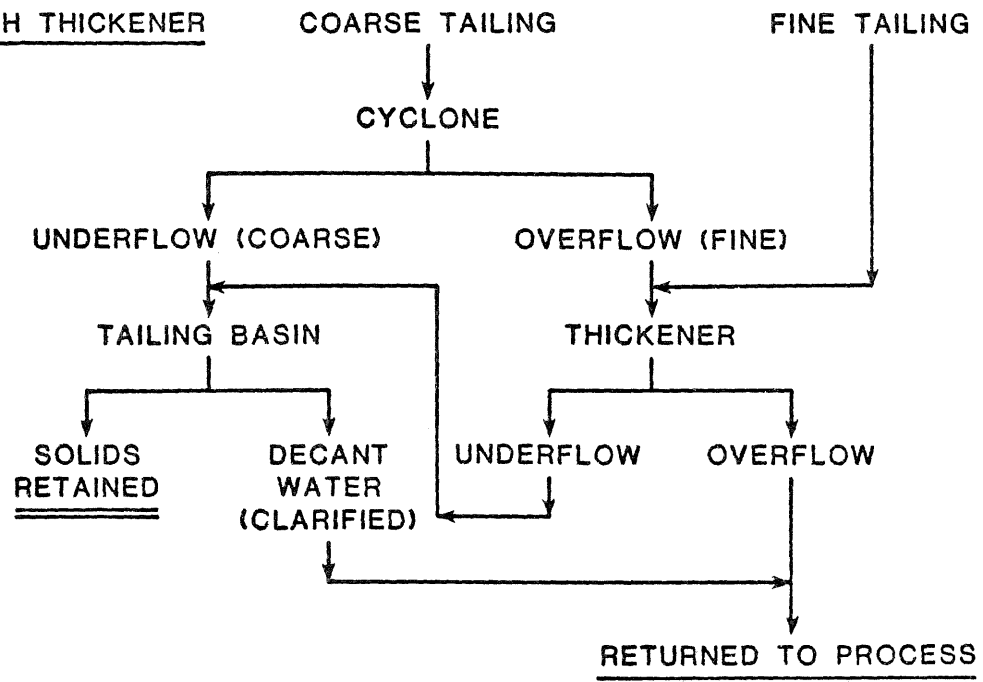 H THICKENER
COARSE TAILING
FINE TAILING
CYCLONE
UNDERFLOW (COARSE)
OVERFLOW (FINE)
TAILING BASIN
THICKENER
SOLIDS
RETAINED
DECANT
WATER
(CLARIFIED)
UNDERFLOW
OVERFLOW
RETURNED TO PROCESS